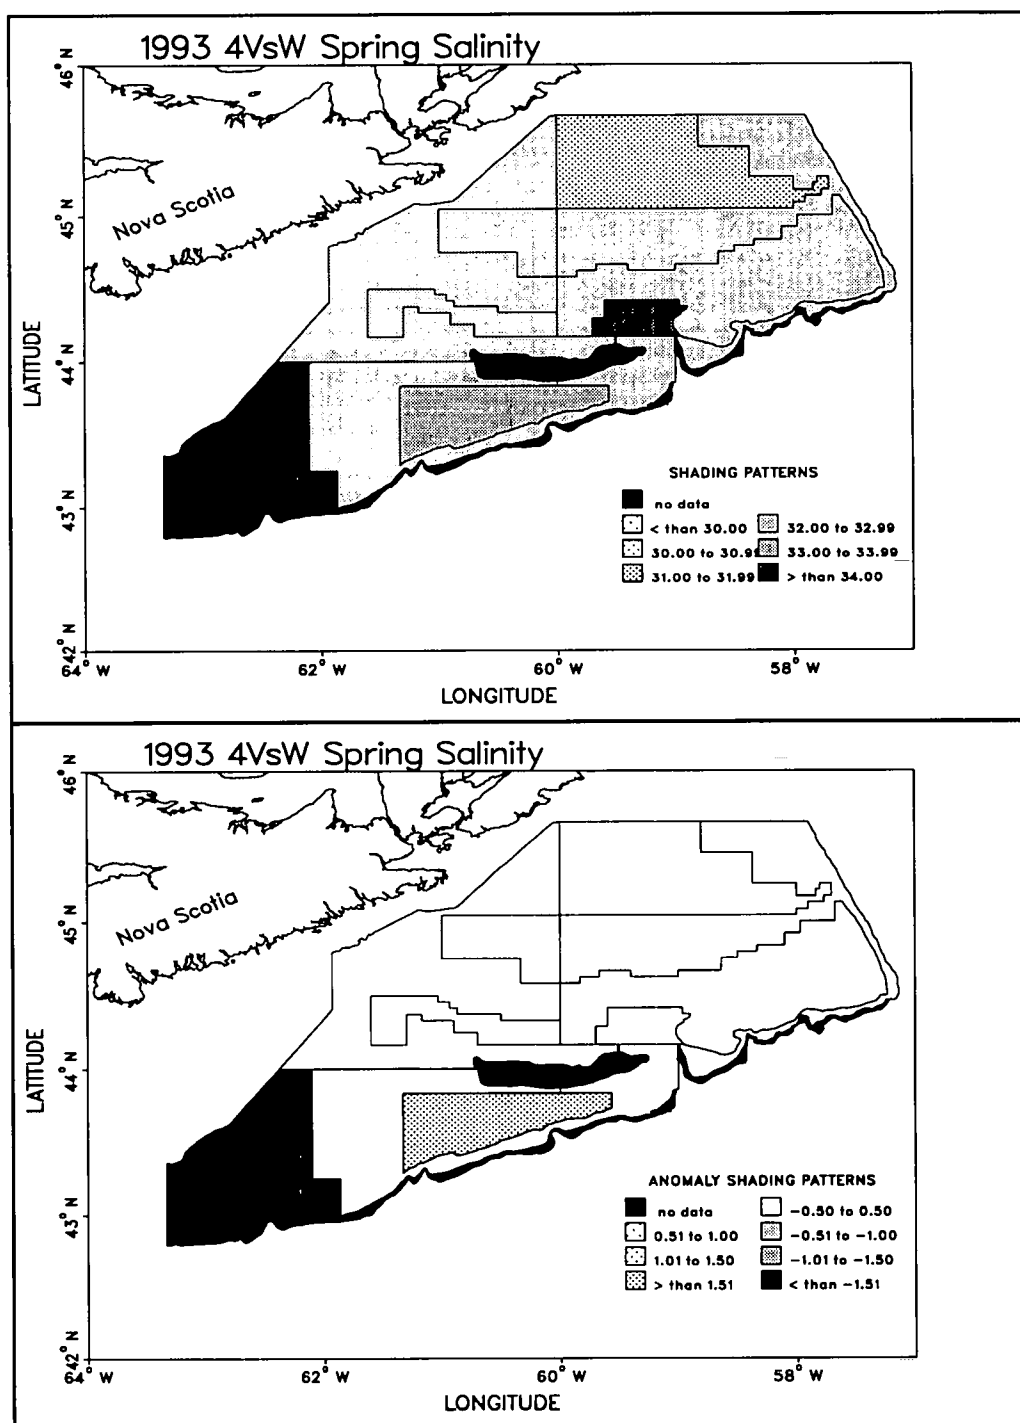 1993 4VsW Spring Salinity
46° N
Nova Scotia
45° N
LATITUDE
44° N
SHADING PATTERNS
no data
< than 30.00
32.00 to 32.99
30.00 to 30.99
33.00 to 33.99
43° N
31.00 to 31.99
> than 34.00
42° N
64° W
62° W
60° W
58° W
LONGITUDE
1993 4VsW Spring Salinity
46° N
Nova Scotia
45° N
LATITUDE
44° N
ANOMALY SHADING PATTERNS
no data
-0.50 to 0.50
43° N
0.51 to 1.00
-0.51 to -1.00
1.01 to 1.50
-1.01 to -1.50
> than 1.51
< than -1.51
42° N
64° W
62° W
60° W
58° W
LONGITUDE